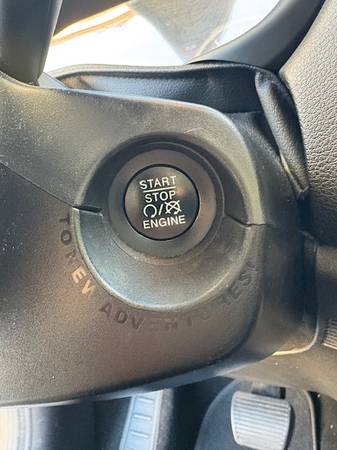 START
STOP
ENGINE
TO NEW ADVENTURES!